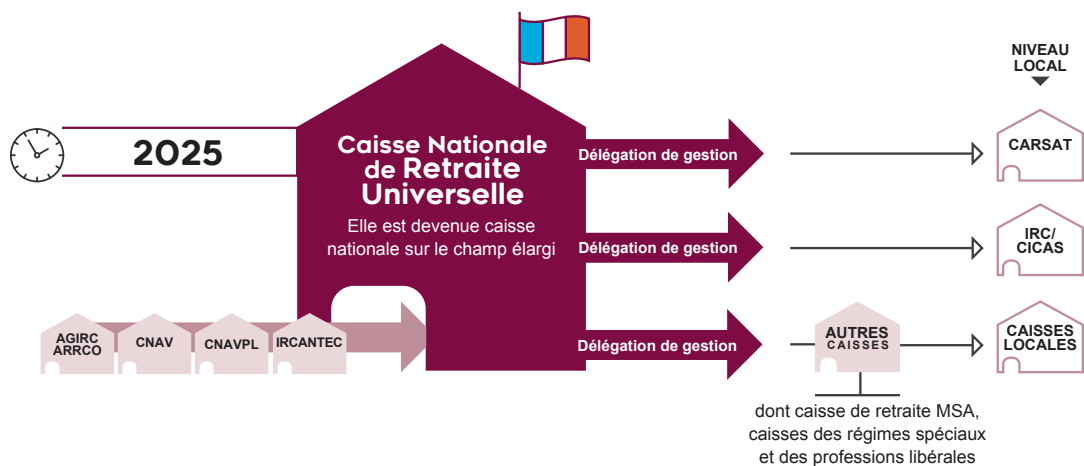 NIVEAU
LOCAL
2025
Caisse Nationale
de Retraite
Universelle
Elle est devenue caisse
nationale sur le champ élargi
Délégation de gestion
CARSAT
Délégation de gestion
IRC/
CICAS
AGIRC
ARRCO
CNAV
CNAVPL
IRCANTEC
Délégation de gestion
AUTRES
CAISSES
CAISSES
LOCALES
dont caisse de retraite MSA,
caisses des régimes spéciaux
et des professions libérales